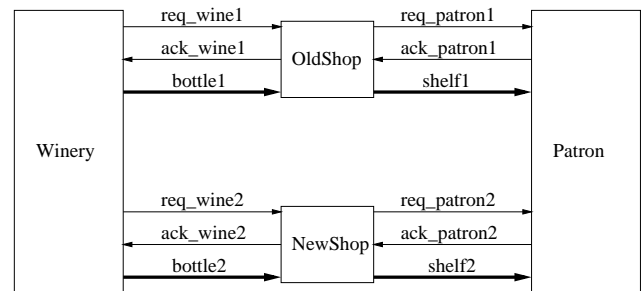 req_wine1
req_patron1
ack_wine1
OldShop
ack_patron1
bottle1
shelf1
Winery
Patron
req_wine2
req_patron2
ack_wine2
NewShop
ack_patron2
bottle2
shelf2